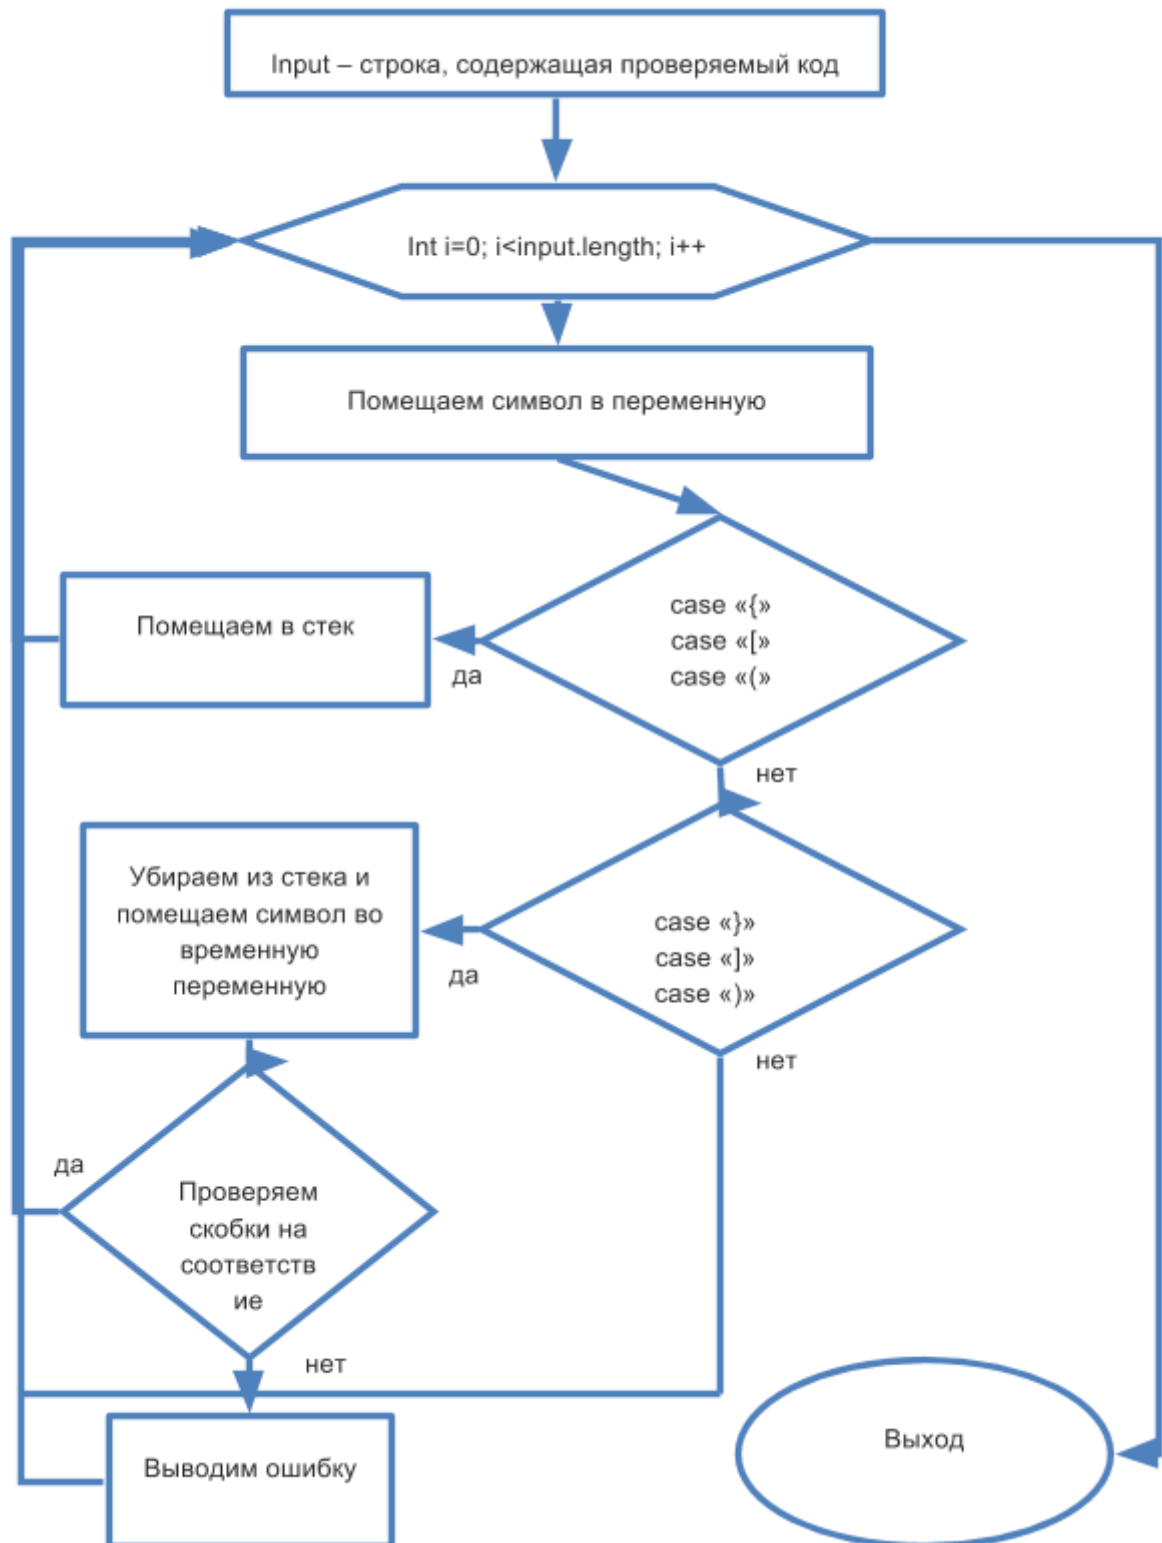 Input – строка, содержащая проверяемый код
Int i=0; i<input.length; i++
Помещаем символ в переменную
case «{»
case «[»
case «(»
Помещаем в стек
да
нет
Убираем из стека и
помещаем символ во
временную
переменную
case «}»
case «]»
case «)»
да
нет
да
Проверяем
скобки на
соответств
ие
нет
Выводим ошибку
Выход